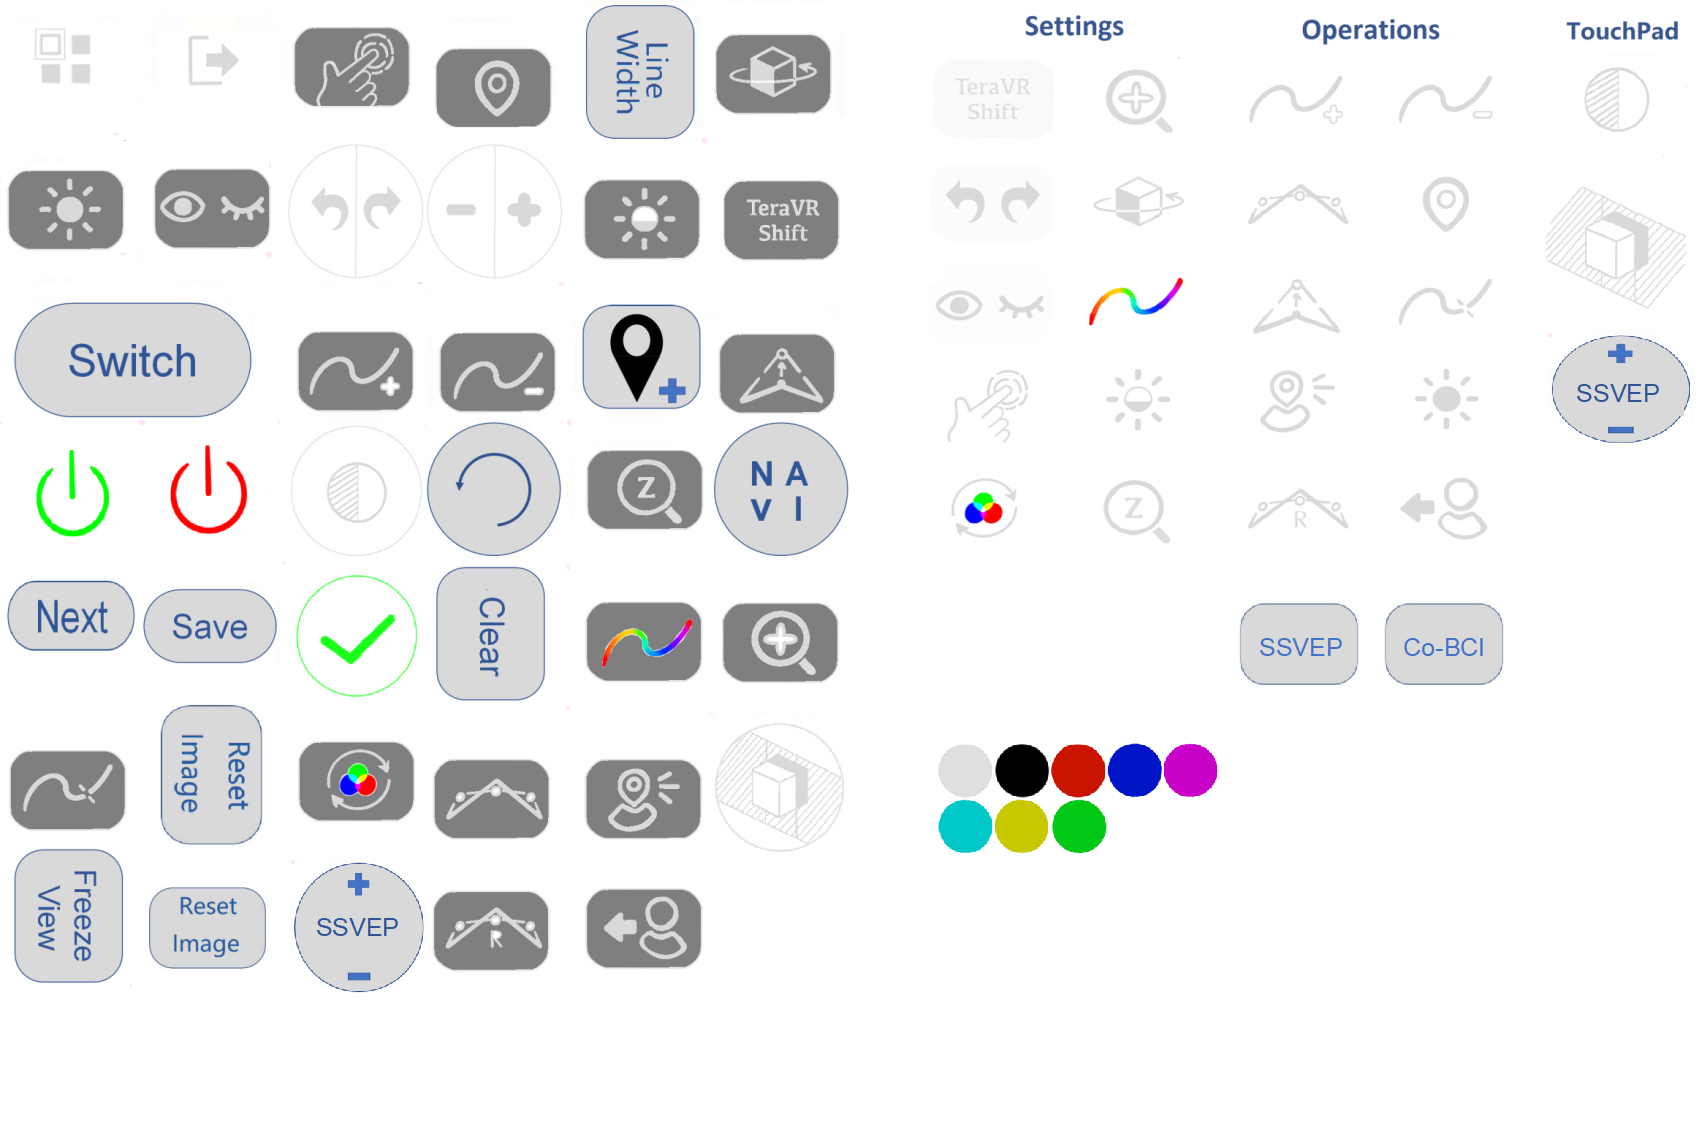 Settings
Operations
TouchPad
Line
Width
TeraVR
Shift
TeraVR
Shift
Switch
SSVEP
Z
N A
V I
Z
R
Next
Save
Clear
SSVEP
Co-BCI
Reset
Image
Freeze
View
Reset
Image
SSVEP
R